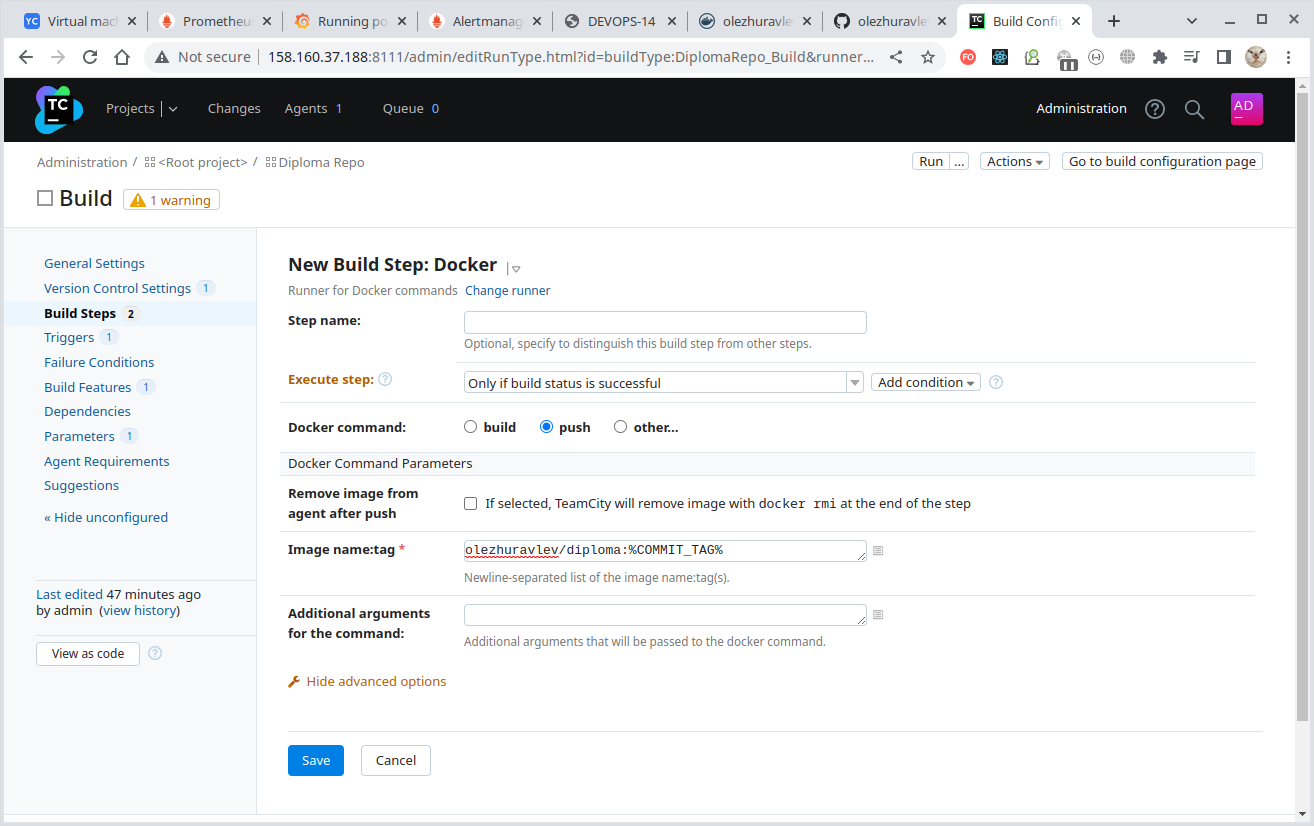 YC Virtual mach
Prometheus
Running po
Alertmanag
DEVOPS-14
olezhuravle
olezhuravle
TC Build Confi
Not secure 158.160.37.188:8111/admin/editRunType.html?id=buildType:DiplomaRepo_Build&runner...
FO
TC Projects Changes Agents 1 Queue 0 Administration ? AD
Administration / <Root project> / Diploma Repo
Run ... Actions Go to build configuration page
Build 1 warning
General Settings
Version Control Settings 1
Build Steps 2
Triggers 1
Failure Conditions
Build Features 1
Dependencies
Parameters 1
Agent Requirements
Suggestions
« Hide unconfigured
Last edited 47 minutes ago
by admin (view history)
View as code ?
New Build Step: Docker
Runner for Docker commands Change runner
Step name:
Optional, specify to distinguish this build step from other steps.
Execute step: ? Only if build status is successful Add condition ?
Docker command: build push other...
Docker Command Parameters
Remove image from
agent after push
If selected, TeamCity will remove image with docker rmi at the end of the step
Image name:tag * olezhuravlev/diploma:%COMMIT_TAG%
Newline-separated list of the image name:tag(s).
Additional arguments
for the command:
Additional arguments that will be passed to the docker command.
Hide advanced options
Save Cancel